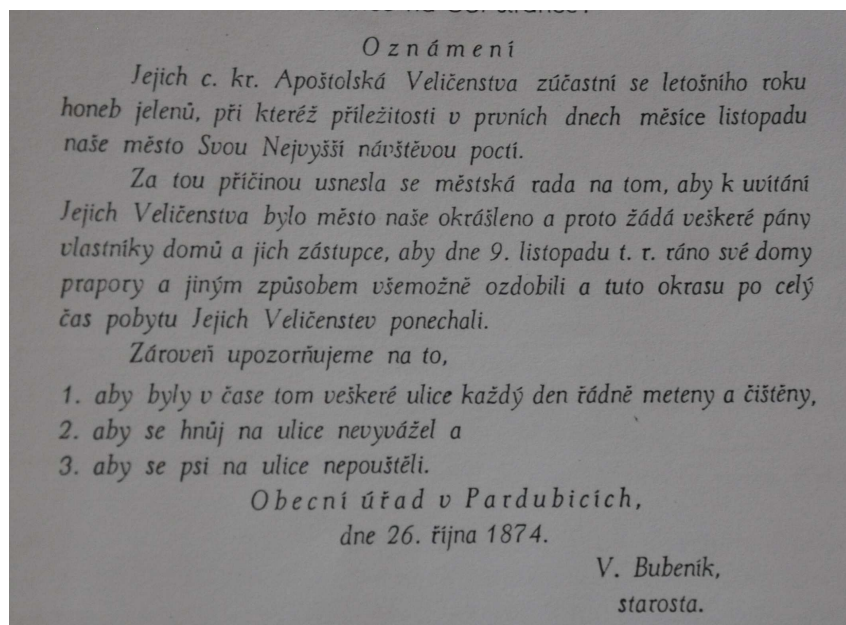 Oznámení
Jejich c. kr. Apoštolská Veličenstva zúčastní se letošního roku
honeb jelenů, při kteréž příležitosti v prvních dnech měsíce listopadu
naše město Svou Nejvyšší návštěvou poctí.
Za tou příčinou usnesla se městská rada na tom, aby k uvítání
Jejich Veličenstva bylo město naše okrášleno a proto žádá veškeré pány
vlastníky domů a jich zástupce, aby dne 9. listopadu t. r. ráno své domy
prapory a jiným způsobem všemožně ozdobili a tuto okrasu po celý
čas pobytu Jejich Veličenstev ponechali.
Zároveň upozorňujeme na to,
1. aby byly v čase tom veškeré ulice každý den řádně meteny a čištěny,
2. aby se hnůj na ulice nevyvážel a
3. aby se psi na ulice nepouštěli.
Obecní úřad v Pardubicích,
dne 26. října 1874.
V. Bubeník,
starosta.